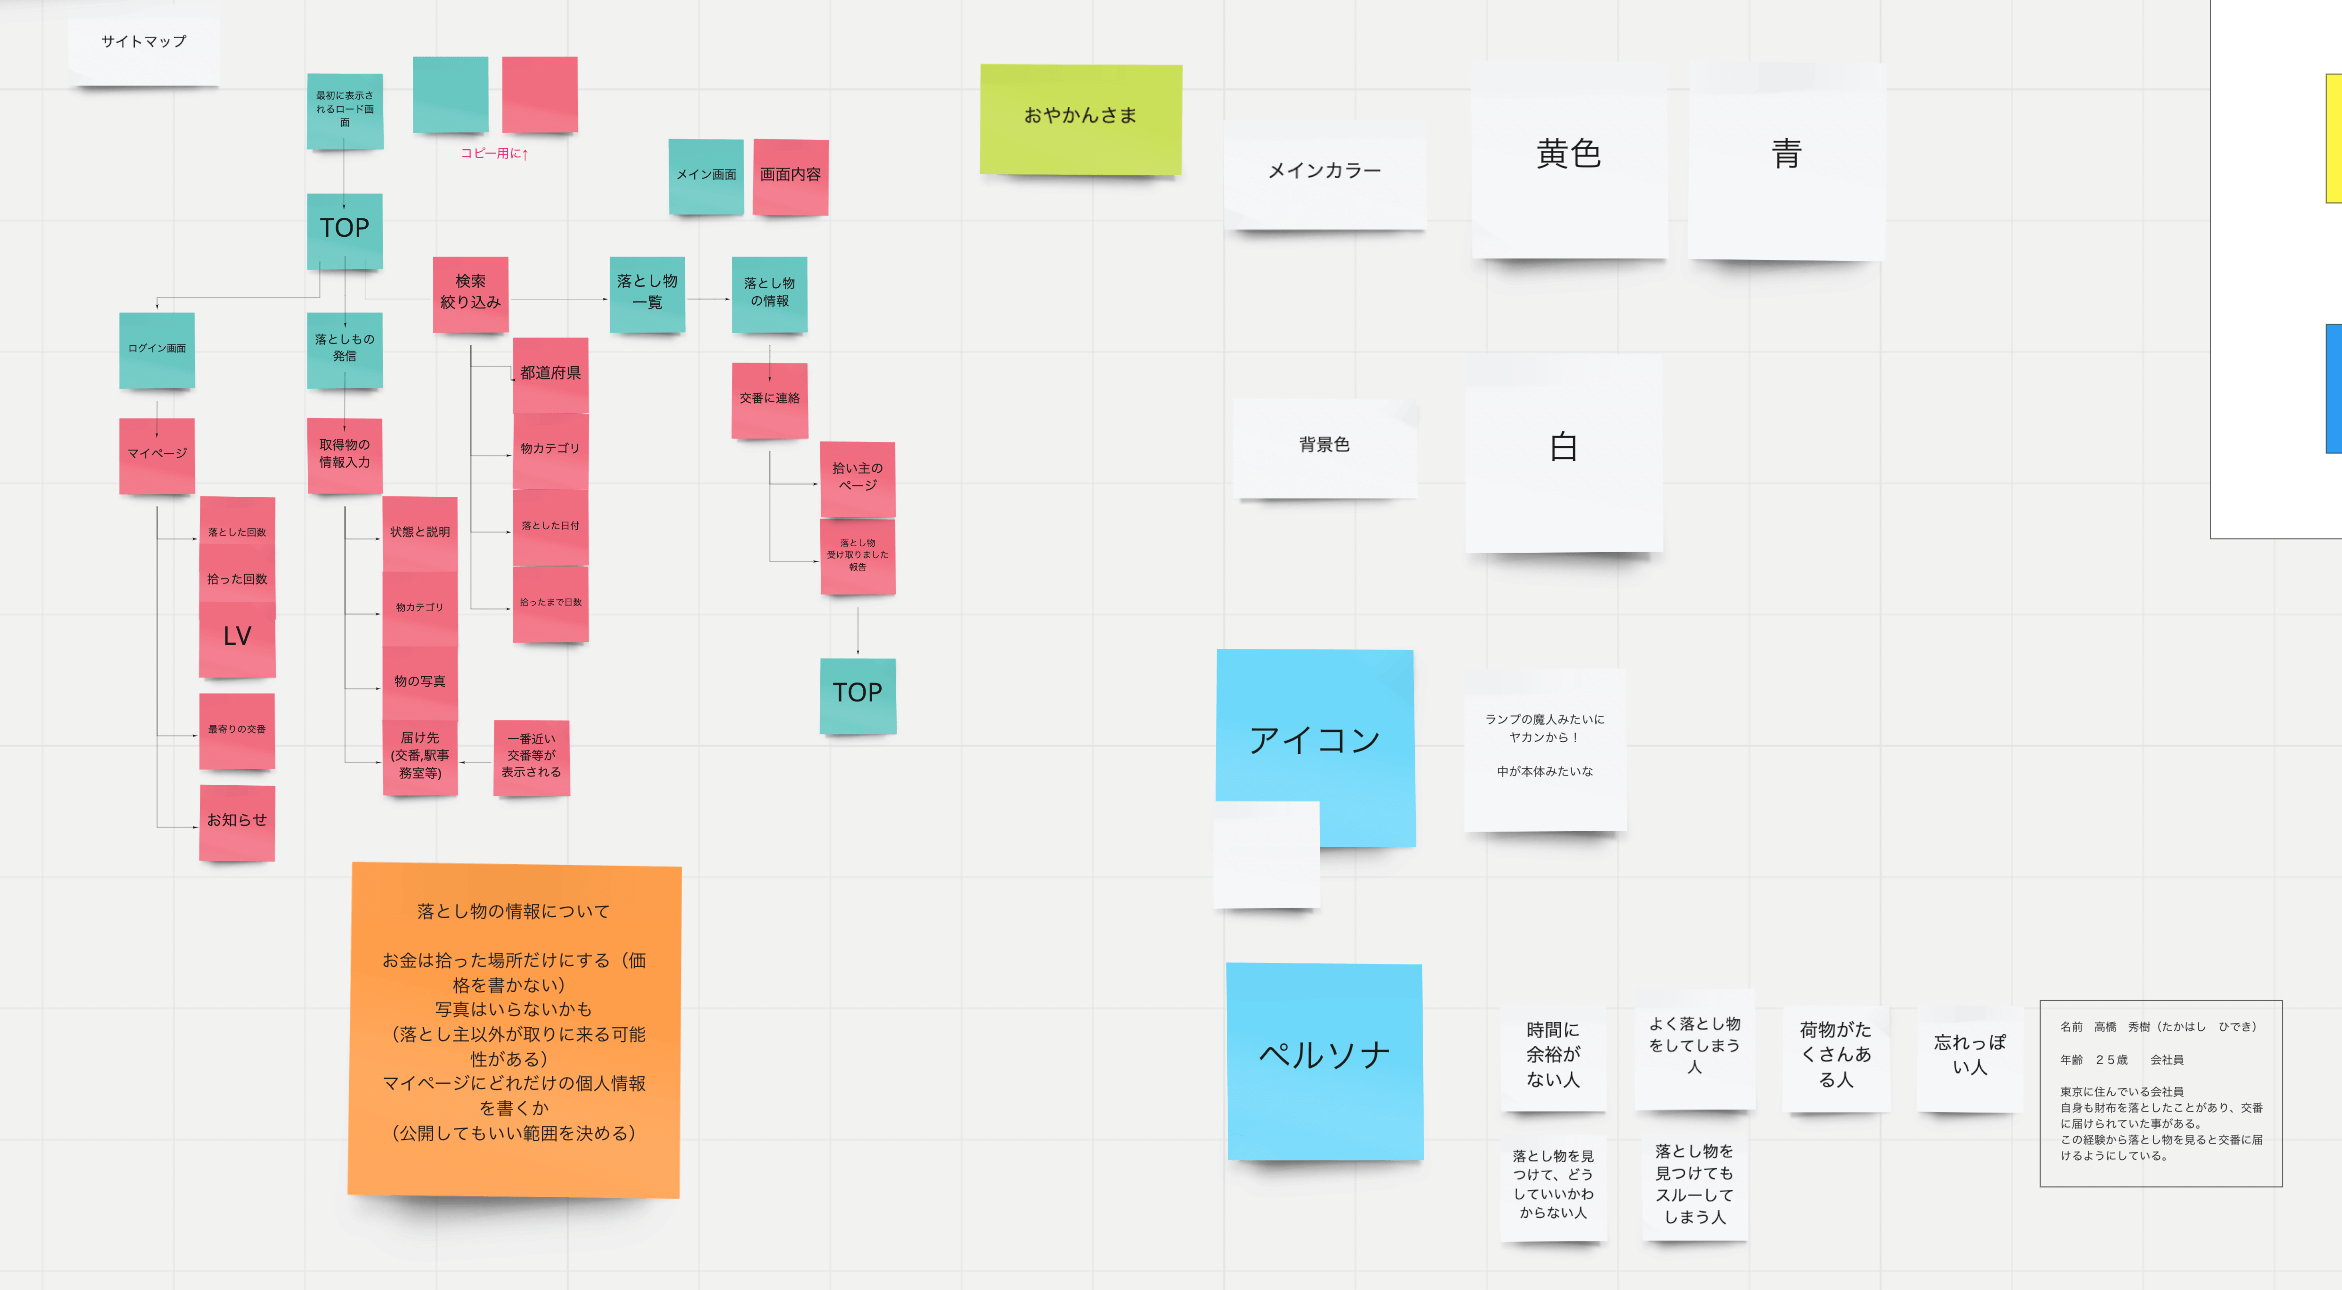 サイトマップ
最初に表示さ
れるロード画
面
コピー用に↑
メイン画面
画面内容
TOP
検索
絞り込み
落とし物
一覧
落とし物
の情報
ログイン画面
落としもの
発信
都道府県
物カテゴリ
落とした日付
拾ったまで日数
交番に連絡
拾い主の
ページ
落とし物
受け取りました
報告
TOP
マイページ
落とした回数
拾った回数
LV
最寄りの交番
お知らせ
取得物の
情報入力
状態と説明
物カテゴリ
物の写真
届け先
(交番,駅事
務室等)
一番近い
交番等が
表示される
落とし物の情報について
お金は拾った場所だけにする（価
格を書かない）
写真はいらないかも
（落とし主以外が取りに来る可能
性がある）
マイページにどれだけの個人情報
を書くか
（公開してもいい範囲を決める）
おやかんさま
メインカラー
黄色
青
背景色
白
アイコン
ランプの魔人みたいに
ヤカンから！
中が本体みたいな
ペルソナ
時間に
余裕が
ない人
よく落とし物
をしてしまう
人
荷物がた
くさんあ
る人
忘れっぽ
い人
落とし物を見
つけて、どう
していいかわ
からない人
落とし物を
見つけても
スルーして
しまう人
名前　高橋　秀樹（たかはし　ひでき）
年齢　２５歳　　会社員
東京に住んでいる会社員
自身も財布を落としたことがあり、交番
に届けられていた事がある。
この経験から落とし物を見ると交番に届
けるようにしている。